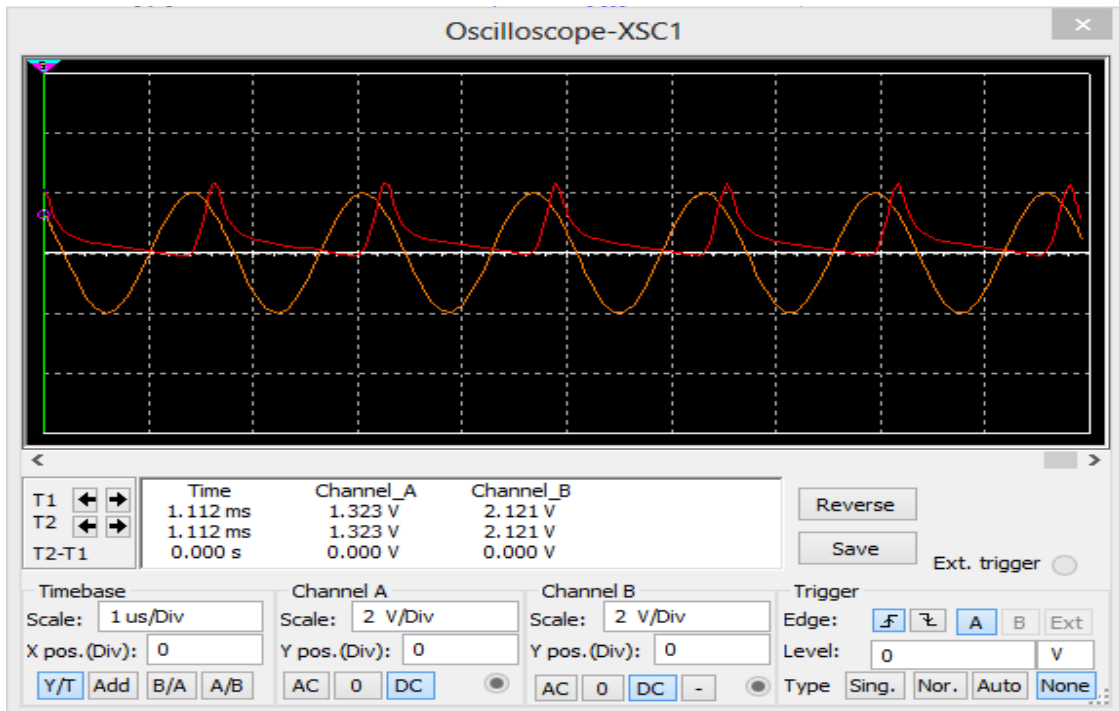 Oscilloscope-XSC1
T1
T2
T2-T1
Time Channel_A Channel_B
1.112 ms 1.323 V 2.121 V
1.112 ms 1.323 V 2.121 V
0.000 s 0.000 V 0.000 V
Reverse
Save
Ext. trigger
Timebase
Scale: 1 us/Div
X pos.(Div): 0
Y/T Add B/A A/B
Channel A
Scale: 2 V/Div
Y pos.(Div): 0
AC 0 DC
Channel B
Scale: 2 V/Div
Y pos.(Div): 0
AC 0 DC -
Trigger
Edge: A B Ext
Level: 0 V
Type Sing. Nor. Auto None